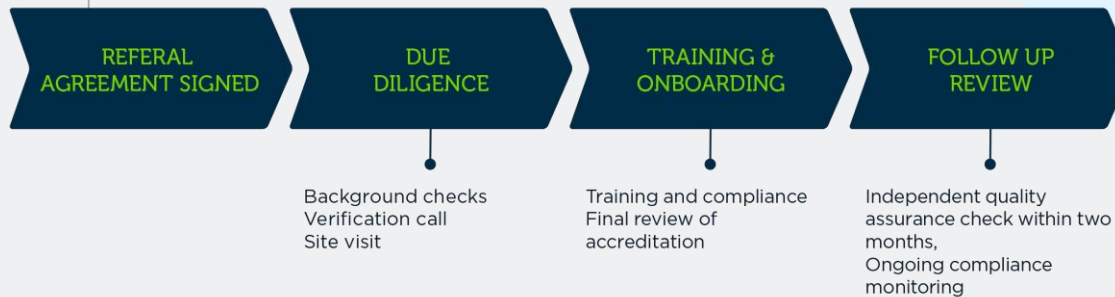 REFERAL
AGREEMENT SIGNED
DUE
DILIGENCE
TRAINING &
ONBOARDING
FOLLOW UP
REVIEW
Background checks
Verification call
Site visit
Training and compliance
Final review of
accreditation
Independent quality
assurance check within two
months,
Ongoing compliance
monitoring